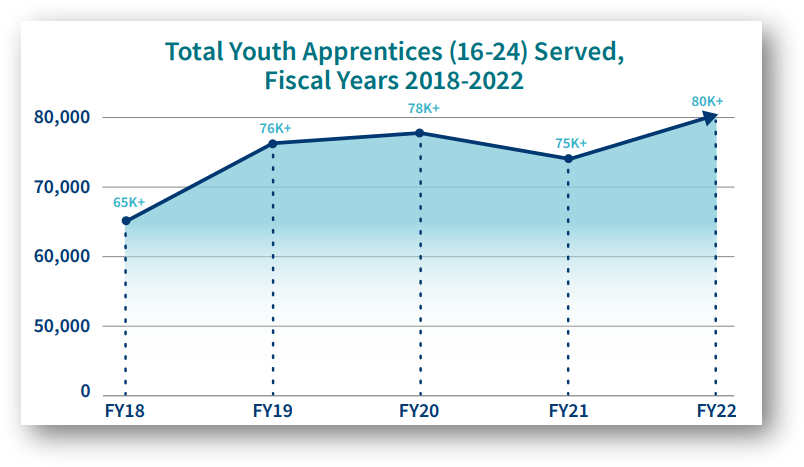 Total Youth Apprentices (16-24) Served,
Fiscal Years 2018-2022
80,000
70,000
60,000
50,000
0
65K+
76K+
78K+
75K+
80K+
FY18
FY19
FY20
FY21
FY22